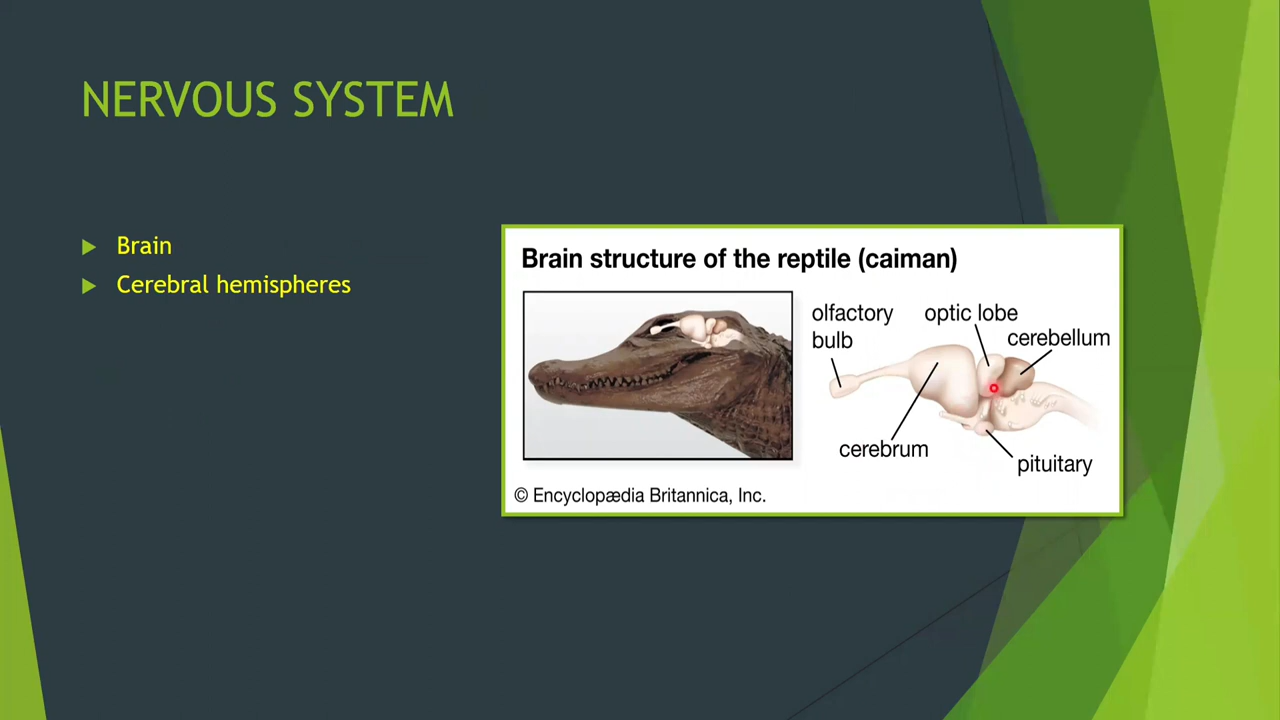 NERVOUS SYSTEM
Brain
Cerebral hemispheres
Brain structure of the reptile (caiman)
olfactory
bulb
optic lobe
cerebellum
cerebrum
pituitary
© Encyclopædia Britannica, Inc.